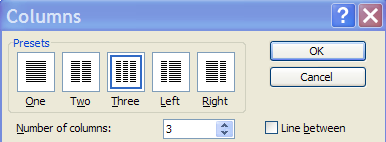 Columns
Presets
OK
Cancel
One Two Three Left Right
Number of columns: 3 Line between